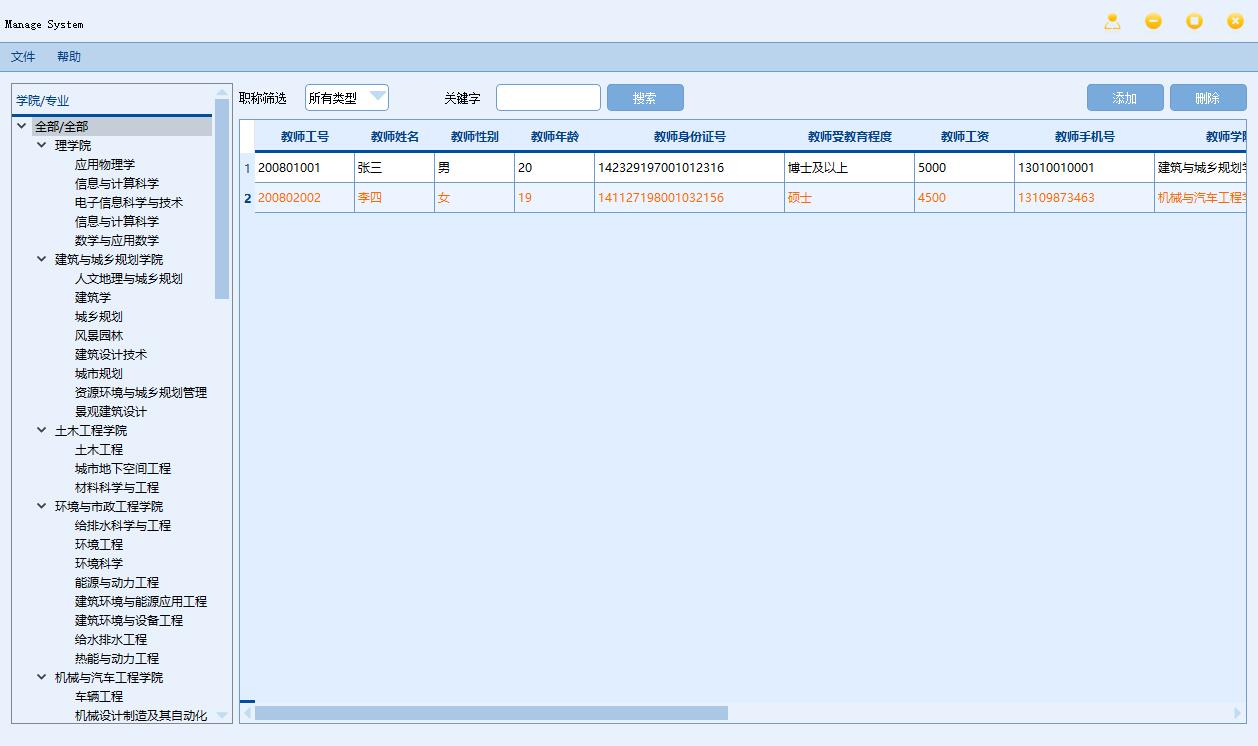 Manage System
文件 帮助
学院/专业
全部/全部
理学院
应用物理学
信息与计算科学
电子信息科学与技术
信息与计算科学
数学与应用数学
建筑与城乡规划学院
人文地理与城乡规划
建筑学
城乡规划
风景园林
建筑设计技术
城市规划
资源环境与城乡规划管理
景观建筑设计
土木工程学院
土木工程
城市地下空间工程
材料科学与工程
环境与市政工程学院
给排水科学与工程
环境工程
环境科学
能源与动力工程
建筑环境与能源应用工程
建筑环境与设备工程
给水排水工程
热能与动力工程
机械与汽车工程学院
车辆工程
机械设计制造及其自动化
职称筛选 所有类型 关键字 搜索 添加 删除
教师工号 教师姓名 教师性别 教师年龄 教师身份证号 教师受教育程度 教师工资 教师手机号 教师学
1 200801001 张三 男 20 142329197001012316 博士及以上 5000 13010010001 建筑与城乡规划
2 200802002 李四 女 19 141127198001032156 硕士 4500 13109873463 机械与汽车工程